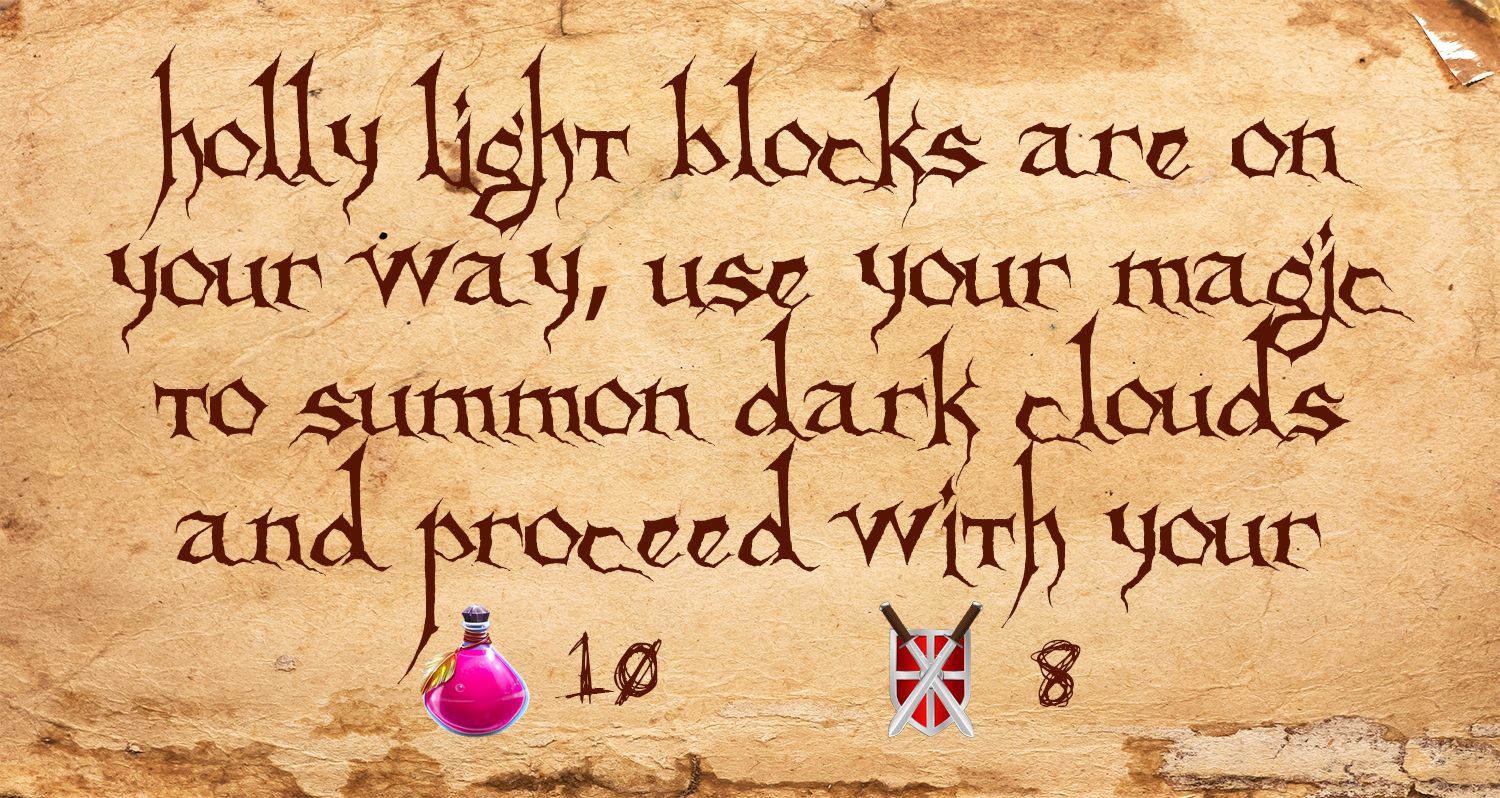 holly light blocks are on
your way, use your magic
to summon dark clouds
and proceed with your
10 8